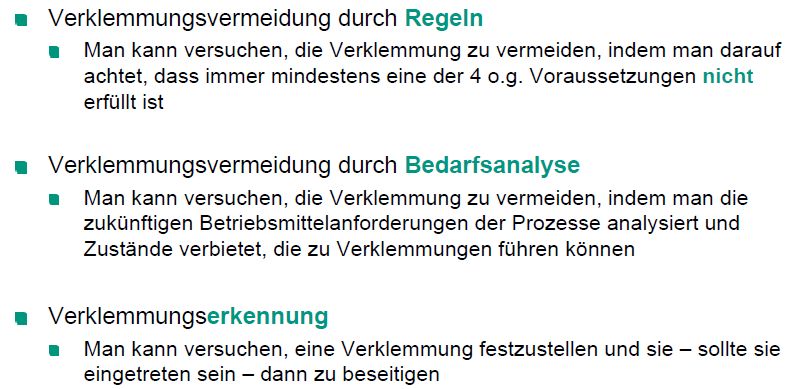 Verklemmungsvermeidung durch Regeln
Man kann versuchen, die Verklemmung zu vermeiden, indem man darauf
achtet, dass immer mindestens eine der 4 o.g. Voraussetzungen nicht
erfüllt ist
Verklemmungsvermeidung durch Bedarfsanalyse
Man kann versuchen, die Verklemmung zu vermeiden, indem man die
zukünftigen Betriebsmittelanforderungen der Prozesse analysiert und
Zustände verbietet, die zu Verklemmungen führen können
Verklemmungserkennung
Man kann versuchen, eine Verklemmung festzustellen und sie – sollte sie
eingetreten sein – dann zu beseitigen